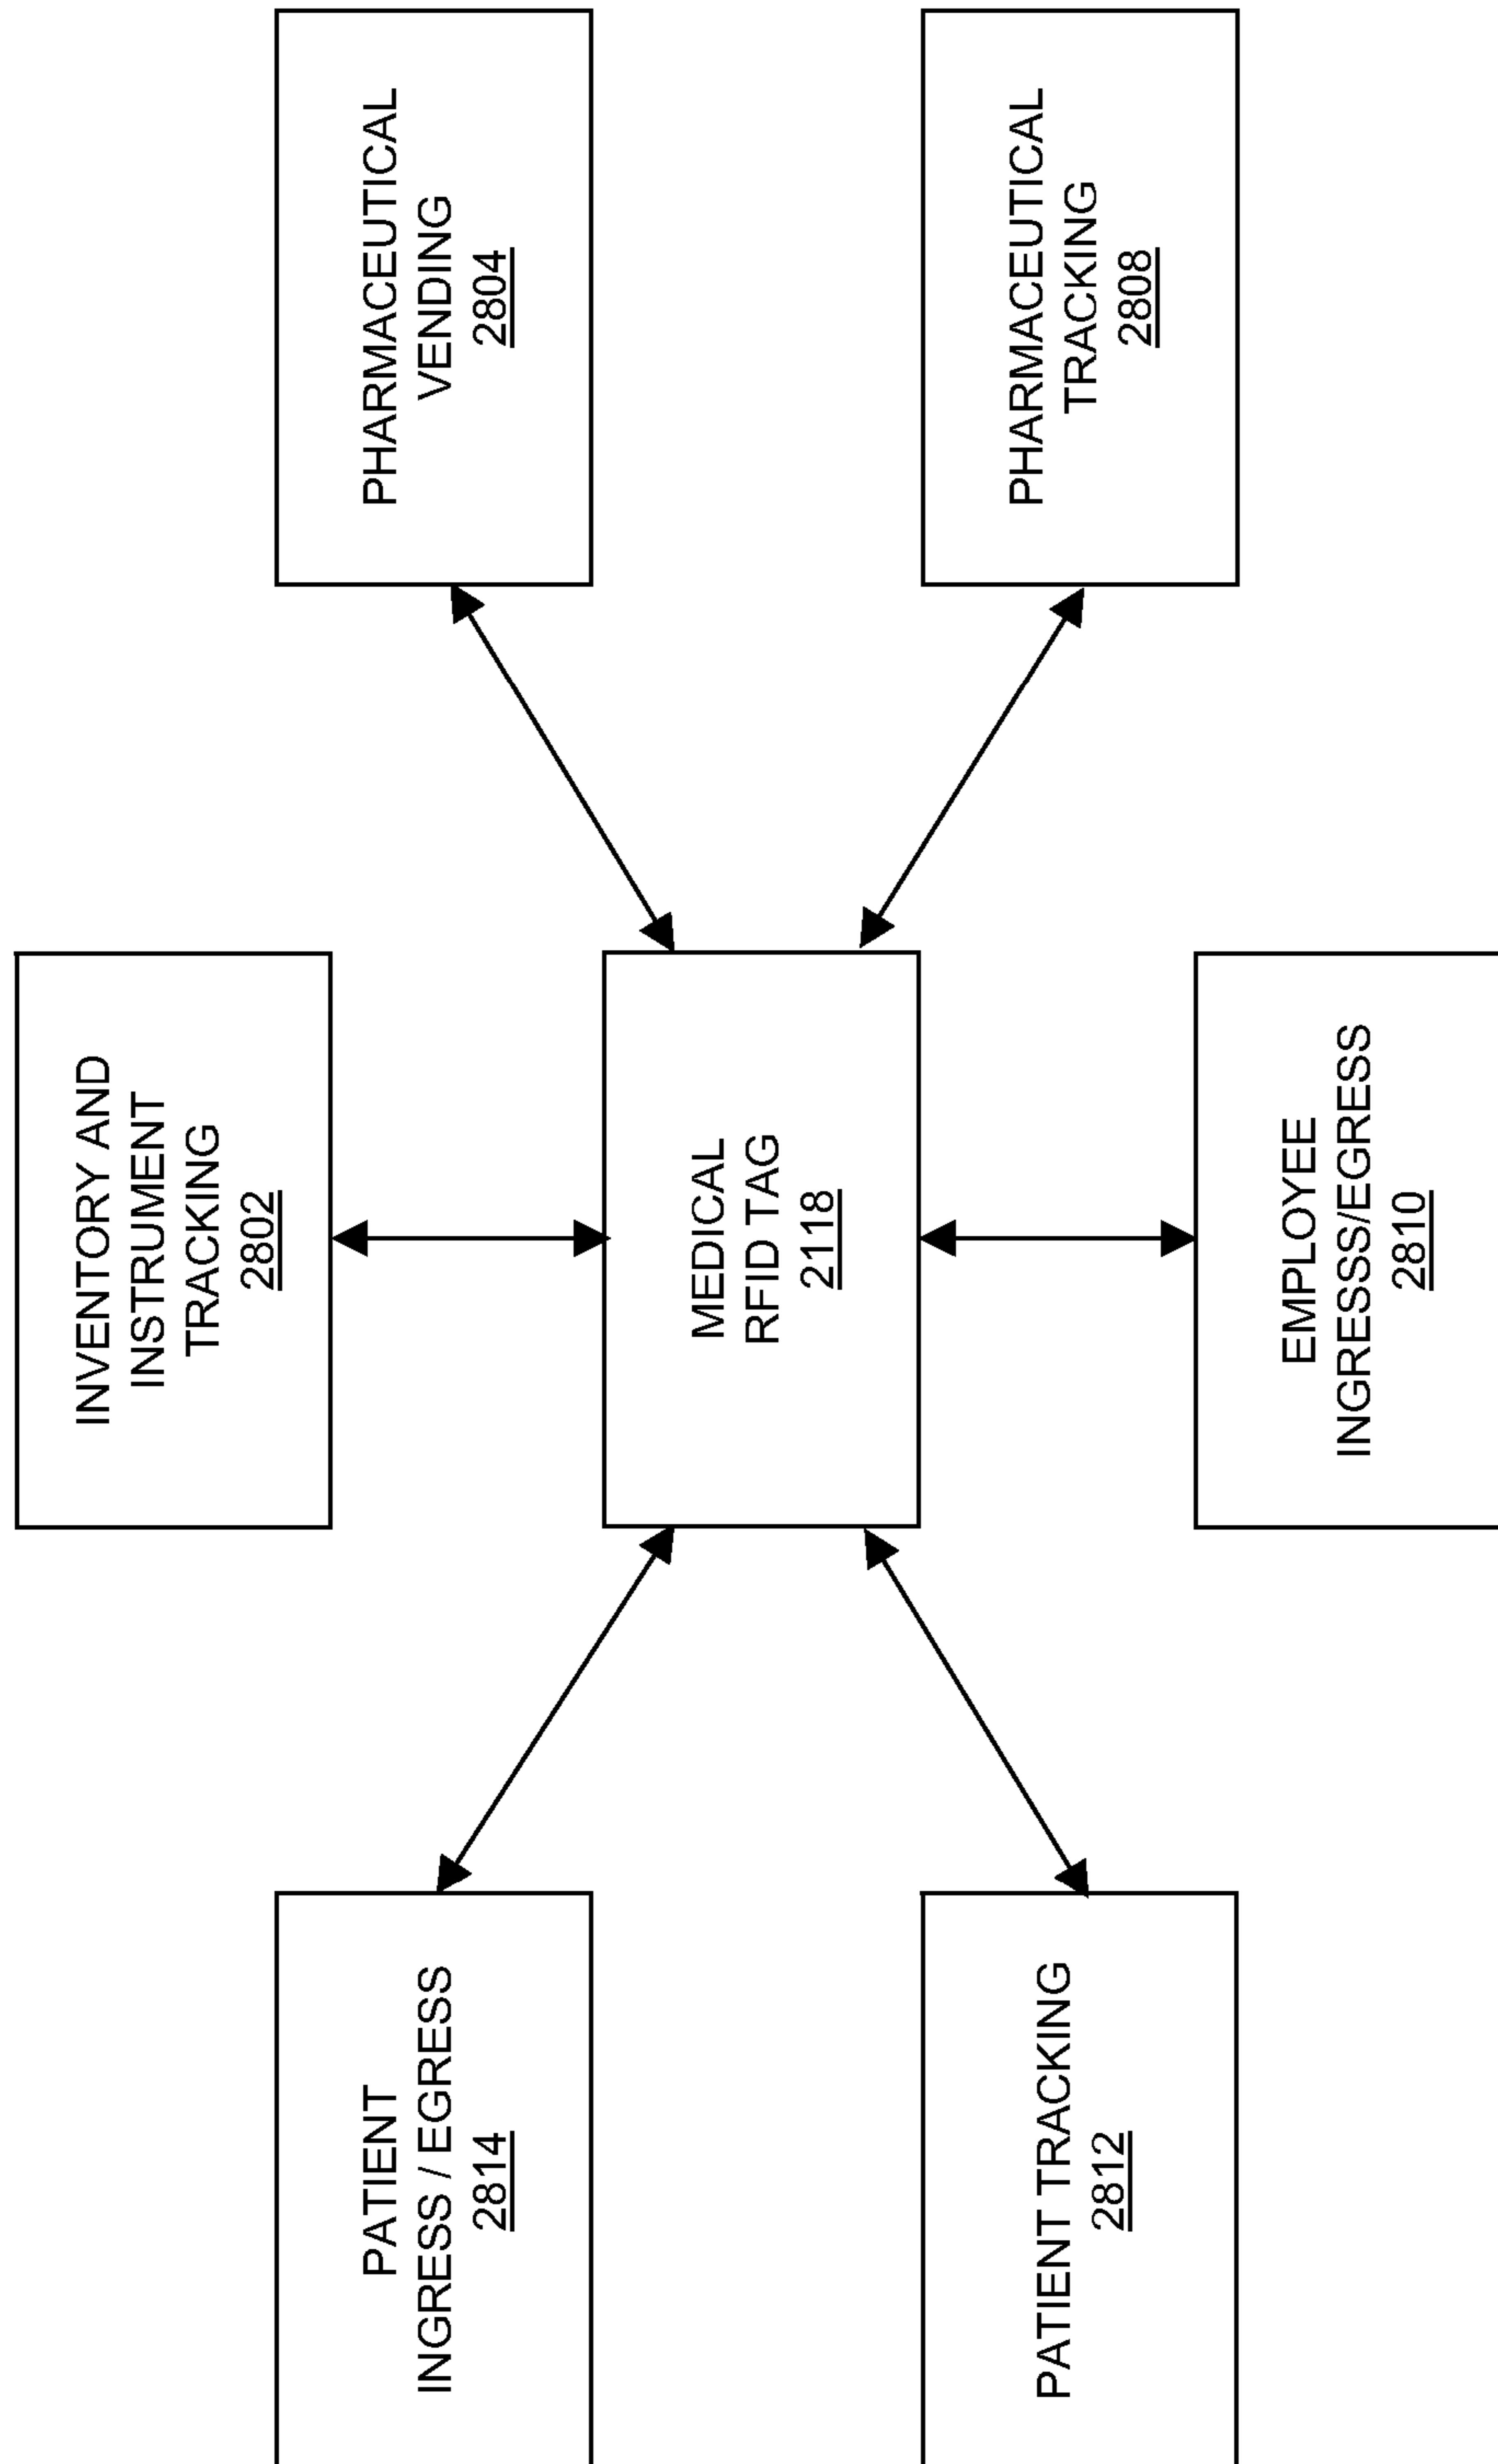 INVENTORY AND
INSTRUMENT
TRACKING
2802
PATIENT
INGRESS / EGRESS
2814
PHARMACEUTICAL
VENDING
2804
MEDICAL
RFID TAG
2118
PATIENT TRACKING
2812
PHARMACEUTICAL
TRACKING
2808
EMPLOYEE
INGRESSS/EGRESS
2810